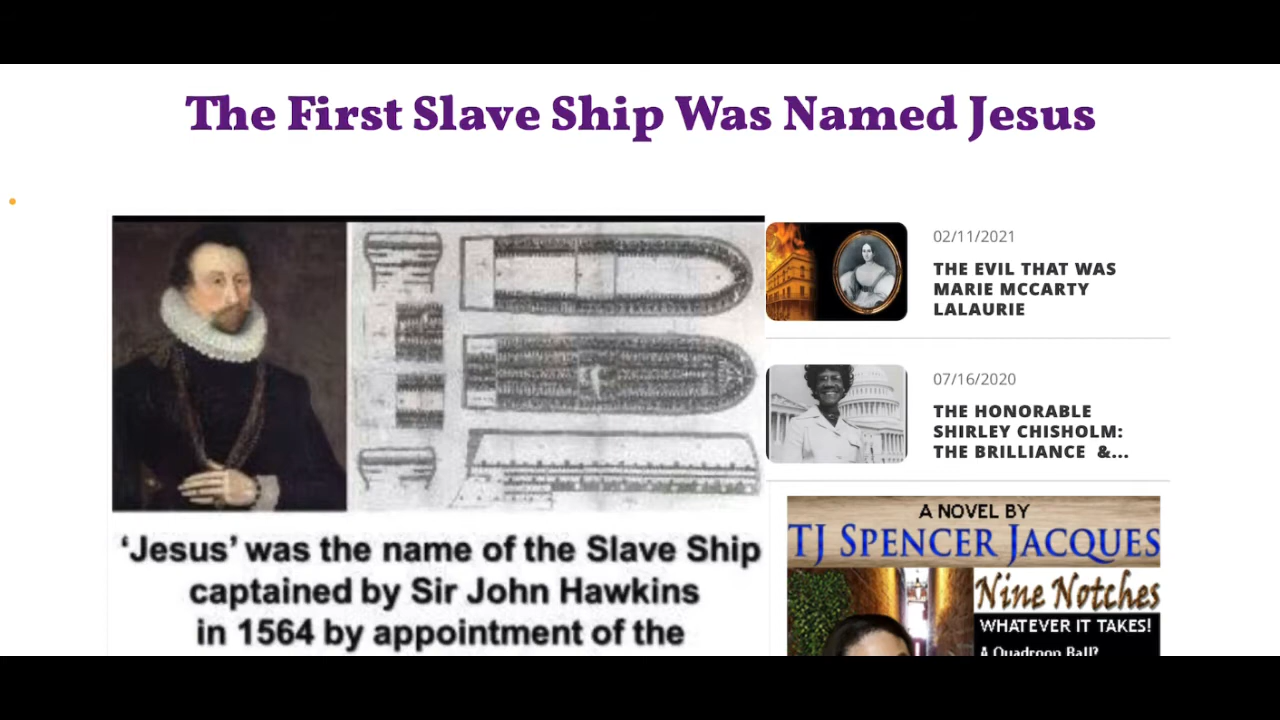 The First Slave Ship Was Named Jesus
'Jesus' was the name of the Slave Ship
captained by Sir John Hawkins
in 1564 by appointment of the
02/11/2021
THE EVIL THAT WAS
MARIE MCCARTY
LALAURIE
07/16/2020
THE HONORABLE
SHIRLEY CHISHOLM:
THE BRILLIANCE &...
A NOVEL BY
TJ SPENCER JACQUES
Nine Notches
WHATEVER IT TAKES!
A Quadroon Ball?